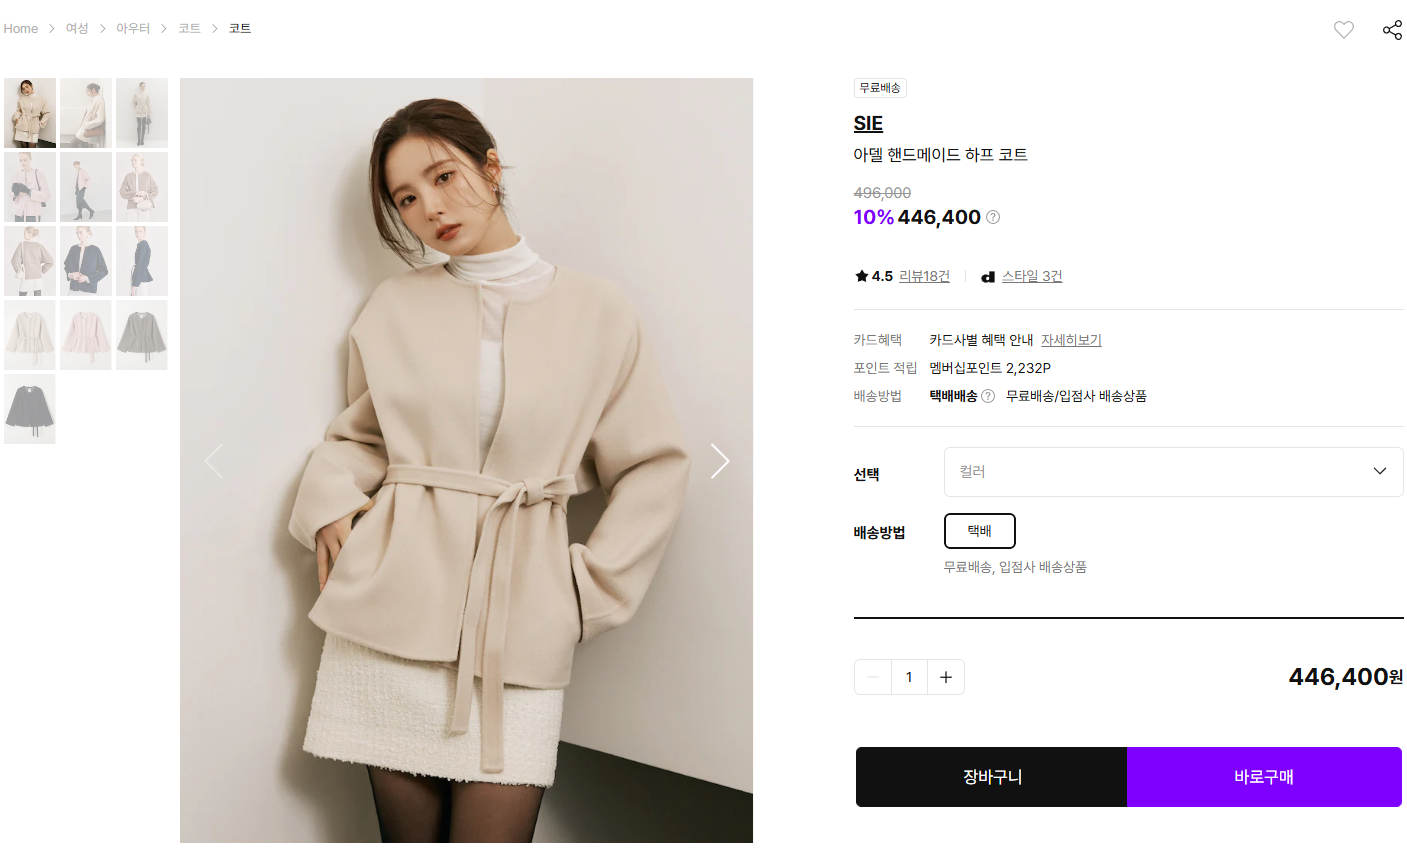 Home > 여성 > 아우터 > 코트 > 코트
무료배송
SIE
아델 핸드메이드 하프 코트
496,000
10% 446,400 ?
4.5 리뷰18건 스타일 3건
카드혜택 카드사별 혜택 안내 자세히보기
포인트 적립 멤버십포인트 2,232P
배송방법 택배배송 ? 무료배송/입점사 배송상품
선택 컬러
배송방법 택배
무료배송, 입점사 배송상품
1 446,400원
장바구니 바로구매